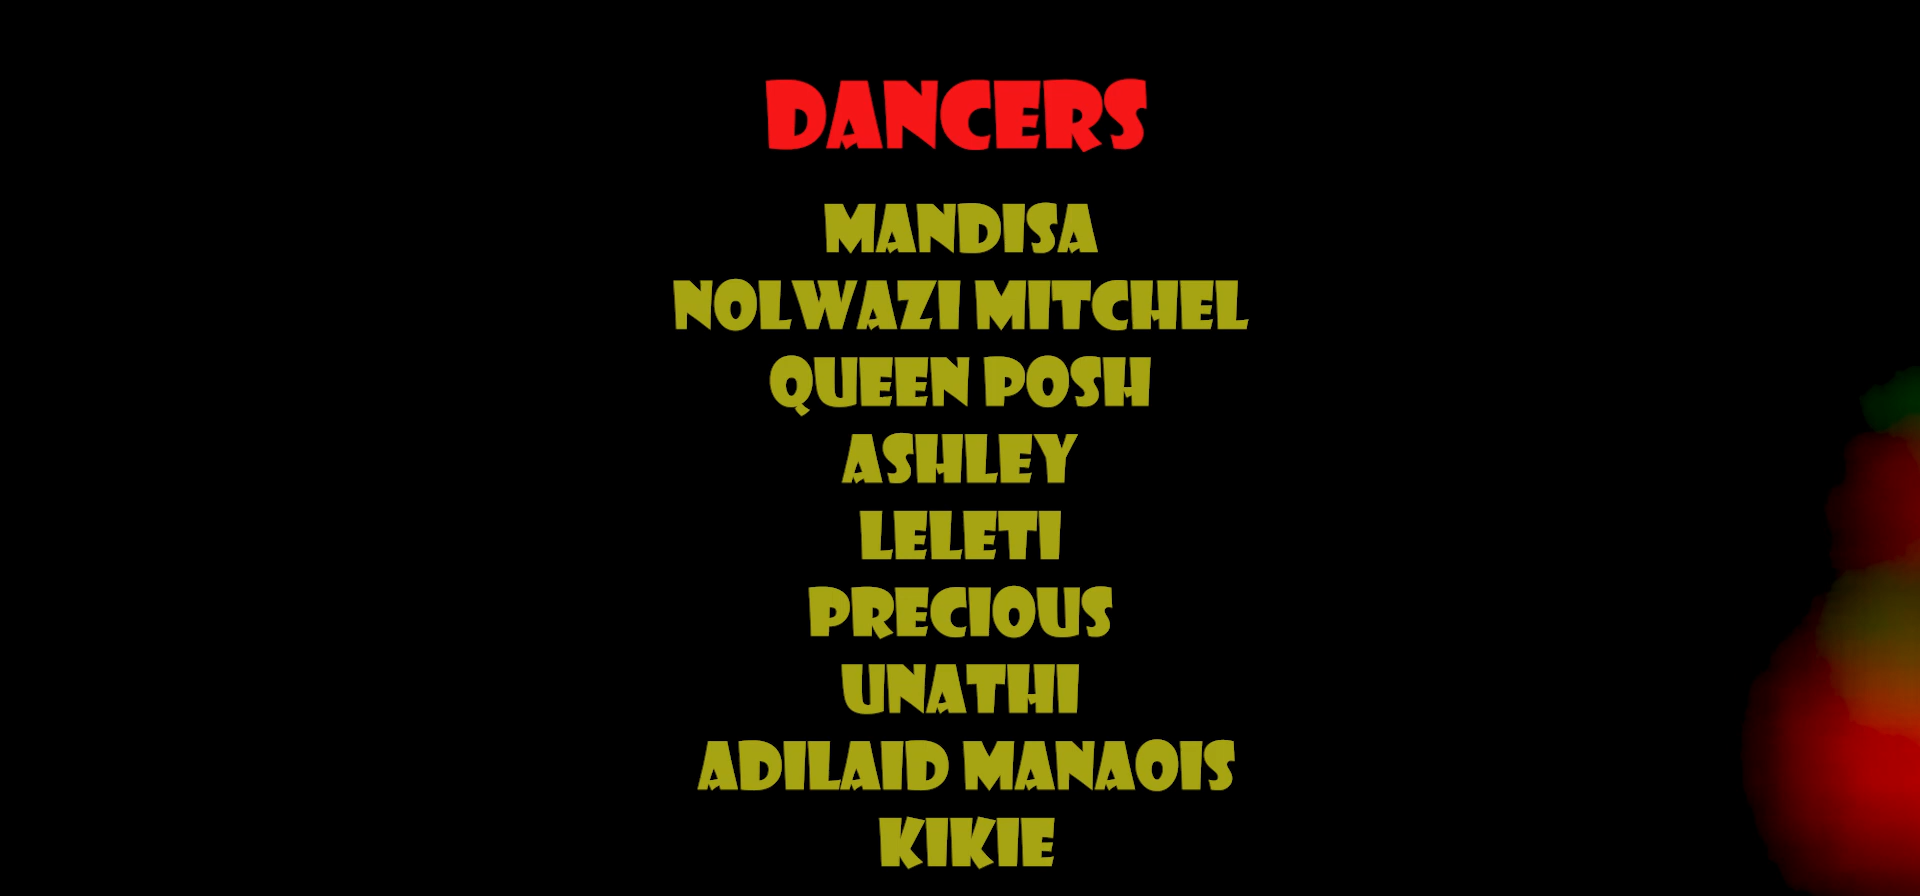 DANCERS
MANDISA
NOLWAZI MITCHEL
QUEEN POSH
ASHLEY
LELETI
PRECIOUS
UNATHI
ADILAID MANAOIS
KIKIE